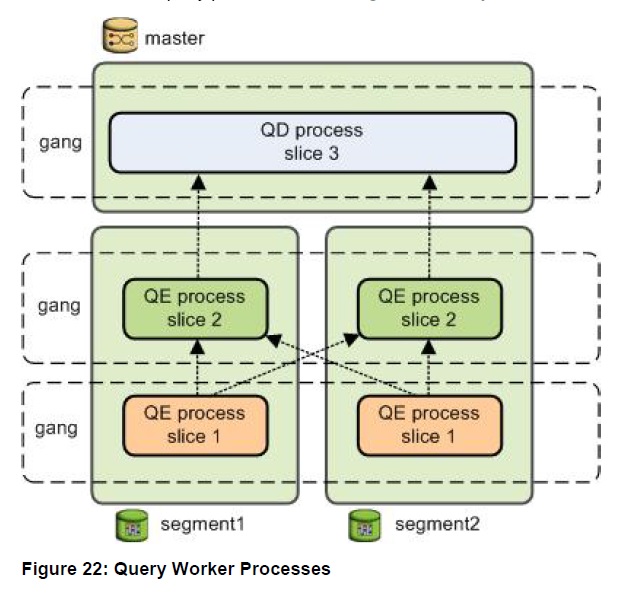 master
gang
QD process
slice 3
gang
QE process
slice 2
QE process
slice 2
gang
QE process
slice 1
QE process
slice 1
segment1
segment2
Figure 22: Query Worker Processes